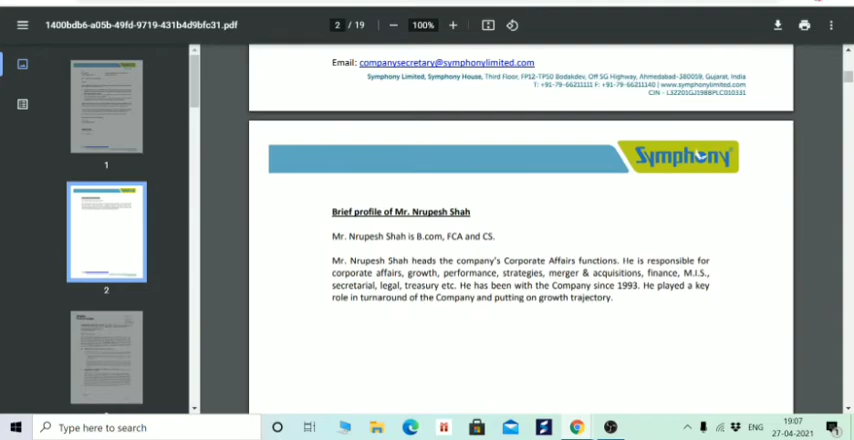 1400bdb6-a05b-49fd-9719-431b4d9bfc31.pdf
2 / 19
100%
Email: companysecretary@symphonylimited.com
Symphony Limited, Symphony House, Third Floor, FP12-TP50 Bodakdev, Off SG Highway, Ahmedabad-380059, Gujarat, India
T: +91-79-66211111 F: +91-79-66211140 | www.symphonylimited.com
CIN - L32201GJ1988PLC010331
Symphony
Brief profile of Mr. Nrupesh Shah
Mr. Nrupesh Shah is B.com, FCA and CS.
Mr. Nrupesh Shah heads the company's Corporate Affairs functions. He is responsible for
corporate affairs, growth, performance, strategies, merger & acquisitions, finance, M.I.S.,
secretarial, legal, treasury etc. He has been with the Company since 1993. He played a key
role in turnaround of the Company and putting on growth trajectory.
1
2
Type here to search
ENG
19:07
27-04-2021